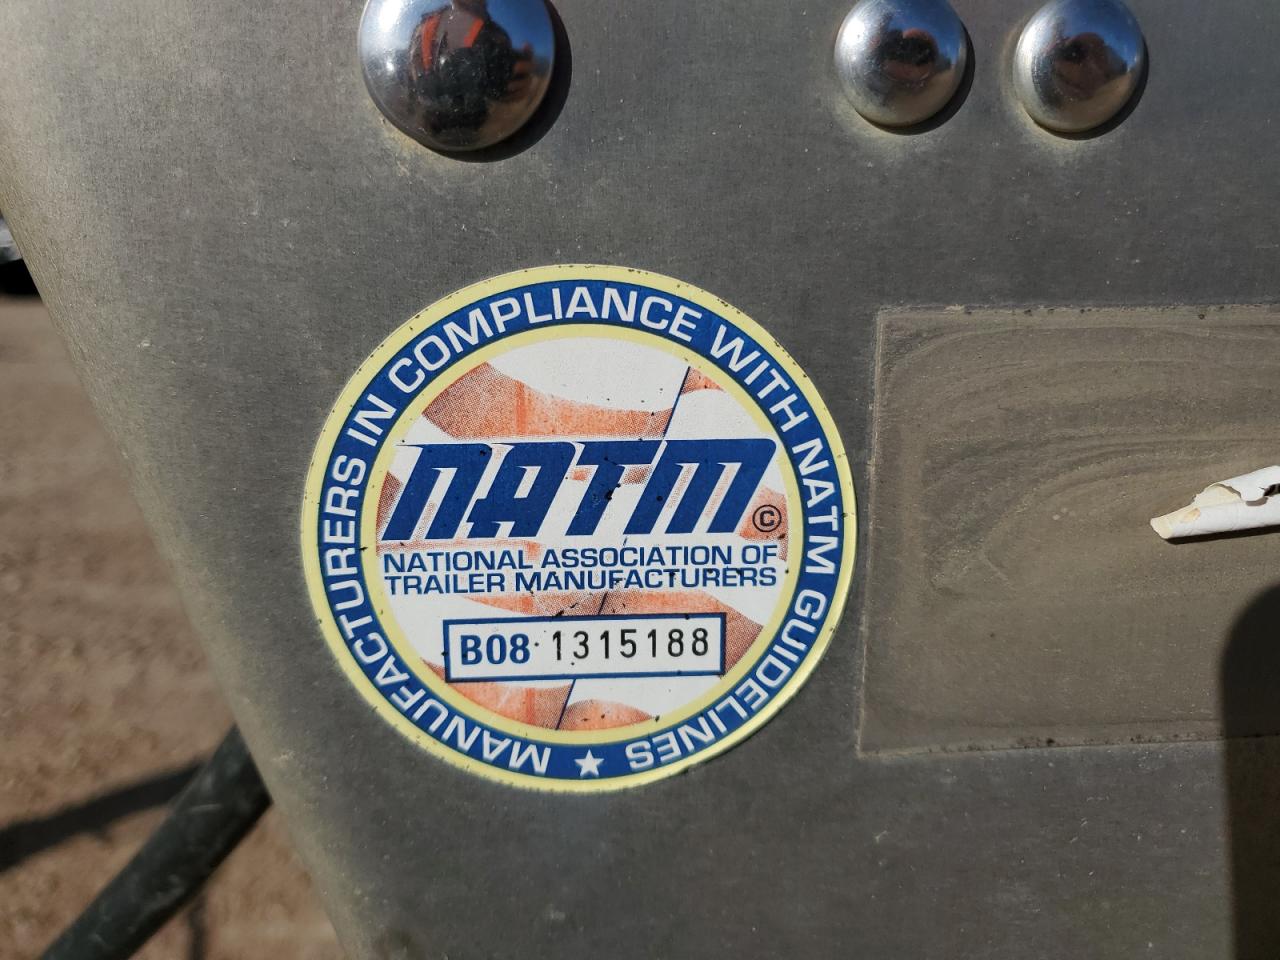 MANUFACTURERS IN COMPLIANCE WITH NATM GUIDELINES
NATM ©
NATIONAL ASSOCIATION OF
TRAILER MANUFACTURERS
B08 1315188